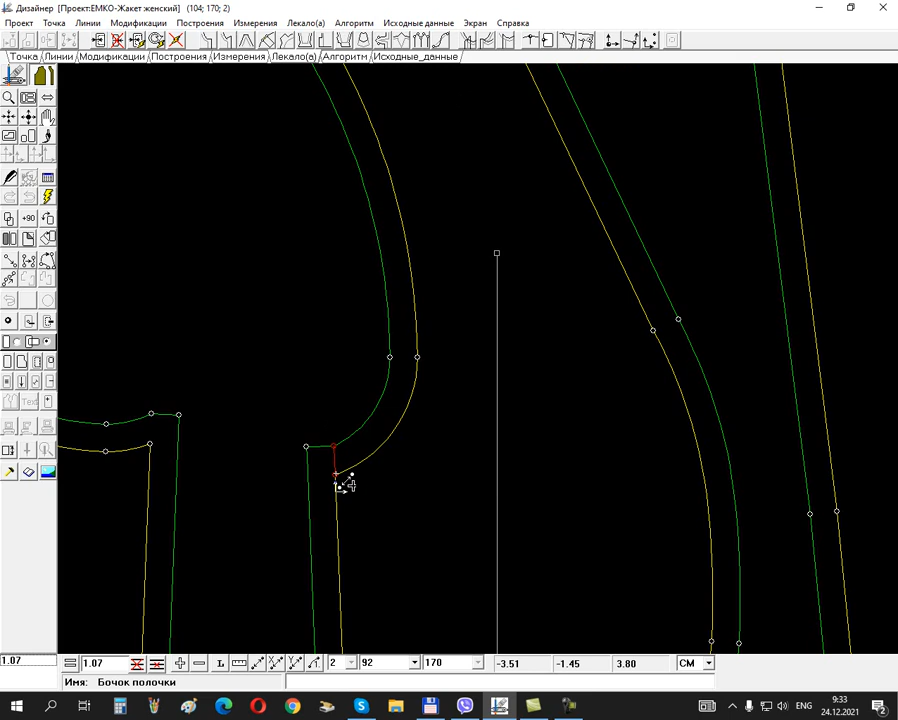 Дизайнер [Проект:ЕМКО-Жакет женский] (104; 170; 2)
Проект Точка Линии Модификации Построения Измерения Лекало(а) Алгоритм Исходные данные Экран Справка
Точка Линии Модификации Построения Измерения Лекало(а) Алгоритм Исходные_данные
+90
Text
1.07 1.07 L 2 92 170 -3.51 -1.45 3.80 СМ
Имя: Бочок полочки
ENG 9:33
24.12.2021 2